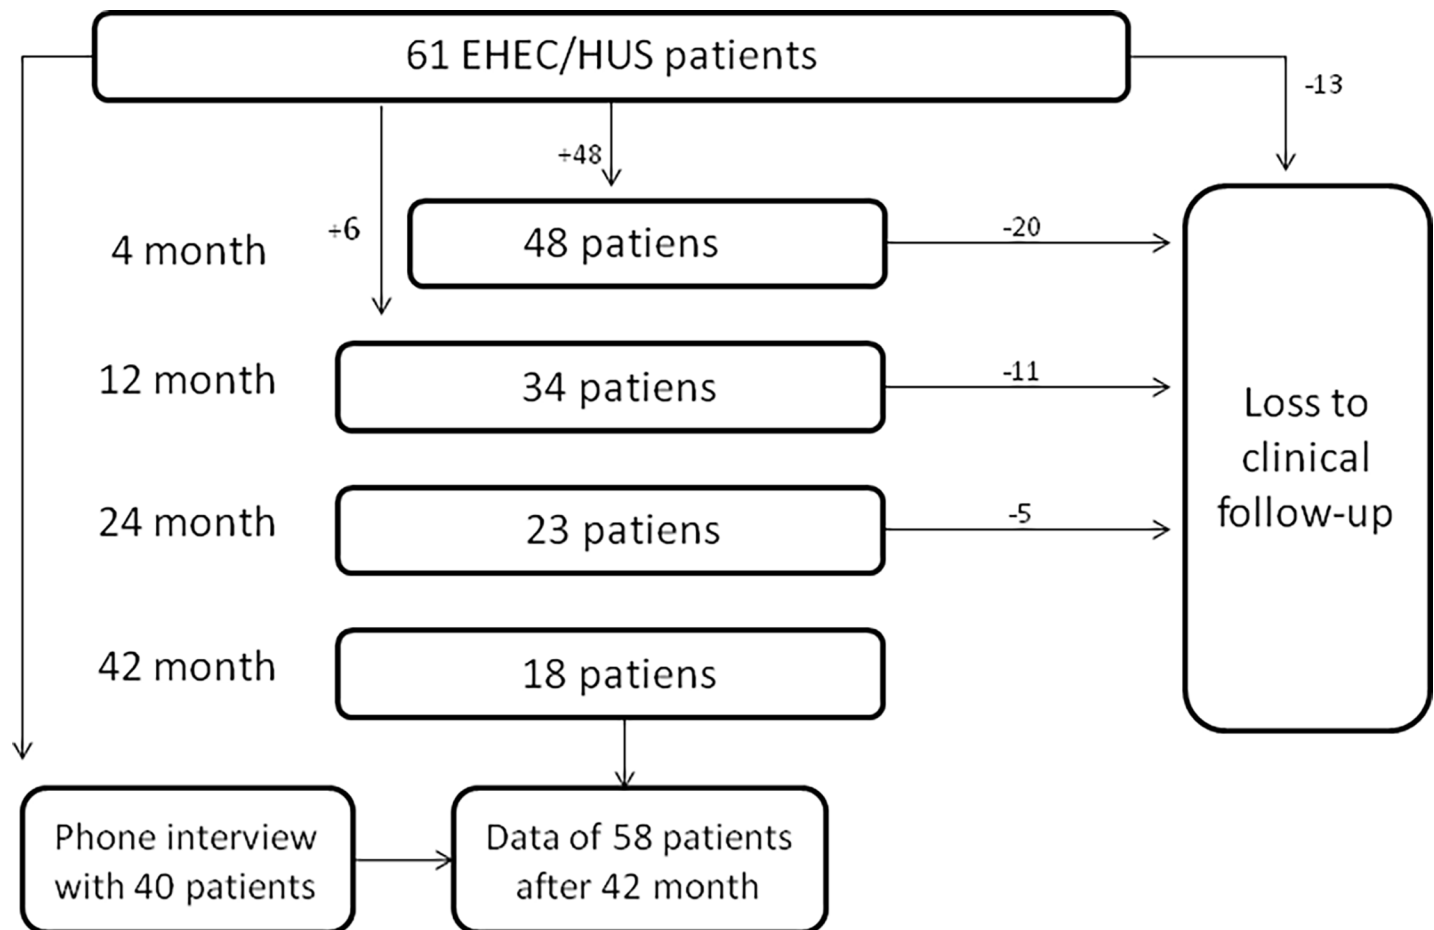 61 EHEC/HUS patients
-13
+48
+6
4 month
48 patiens
-20
12 month
34 patiens
-11
24 month
23 patiens
-5
42 month
18 patiens
Loss to
clinical
follow-up
Phone interview
with 40 patients
Data of 58 patients
after 42 month